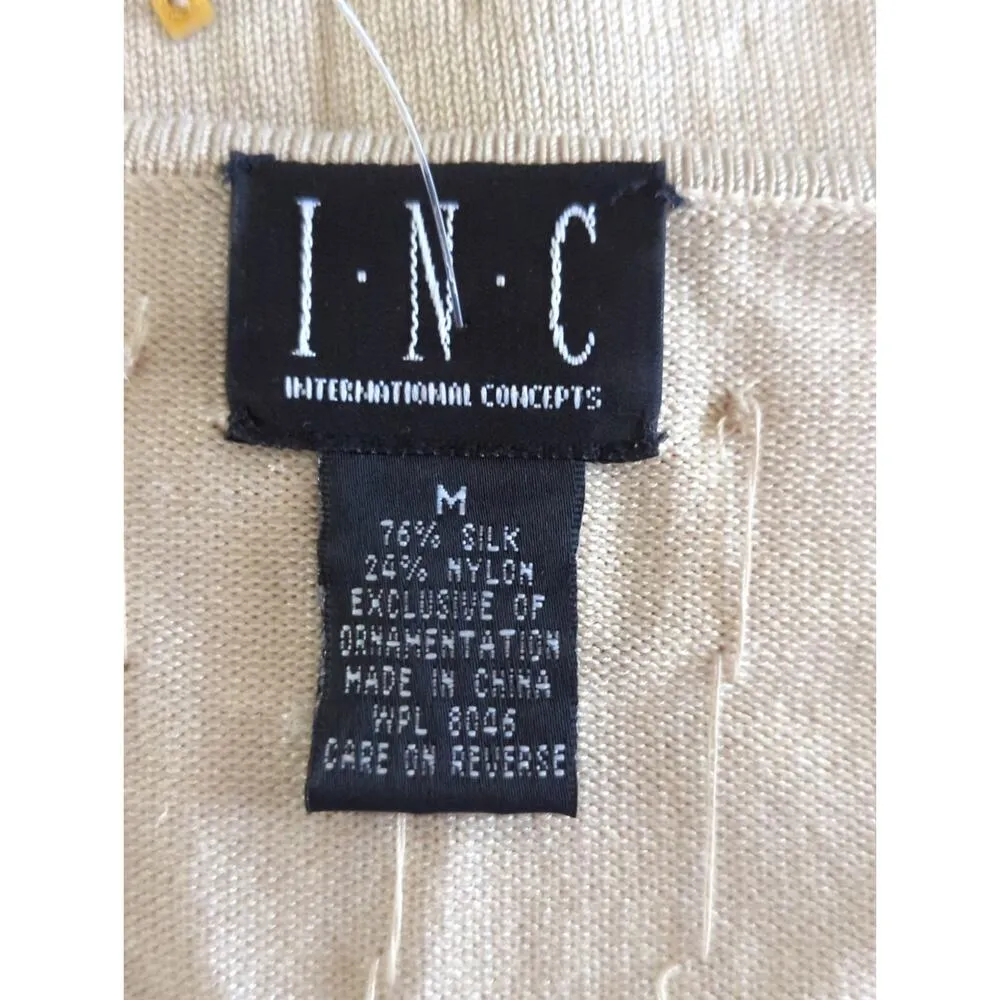 I·N·C
INTERNATIONAL CONCEPTS
M
76% SILK
24% NYLON
EXCLUSIVE OF
ORNAMENTATION
MADE IN CHINA
WPL 8046
CARE ON REVERSE